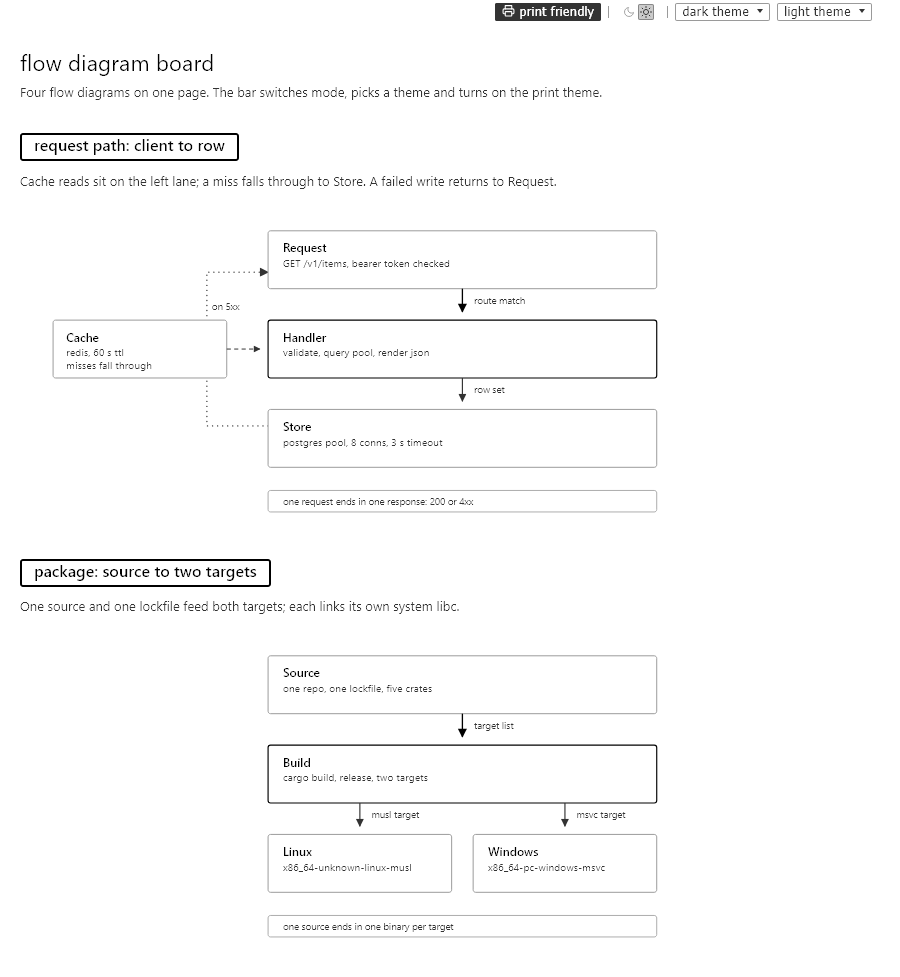 print friendly | | dark theme light theme
flow diagram board
Four flow diagrams on one page. The bar switches mode, picks a theme and turns on the print theme.
request path: client to row
Cache reads sit on the left lane; a miss falls through to Store. A failed write returns to Request.
Request
GET /v1/items, bearer token checked
route match
on 5xx
Cache
redis, 60 s ttl
misses fall through
Handler
validate, query pool, render json
row set
Store
postgres pool, 8 conns, 3 s timeout
one request ends in one response: 200 or 4xx
package: source to two targets
One source and one lockfile feed both targets; each links its own system libc.
Source
one repo, one lockfile, five crates
target list
Build
cargo build, release, two targets
musl target
msvc target
Linux
x86_64-unknown-linux-musl
Windows
x86_64-pc-windows-msvc
one source ends in one binary per target